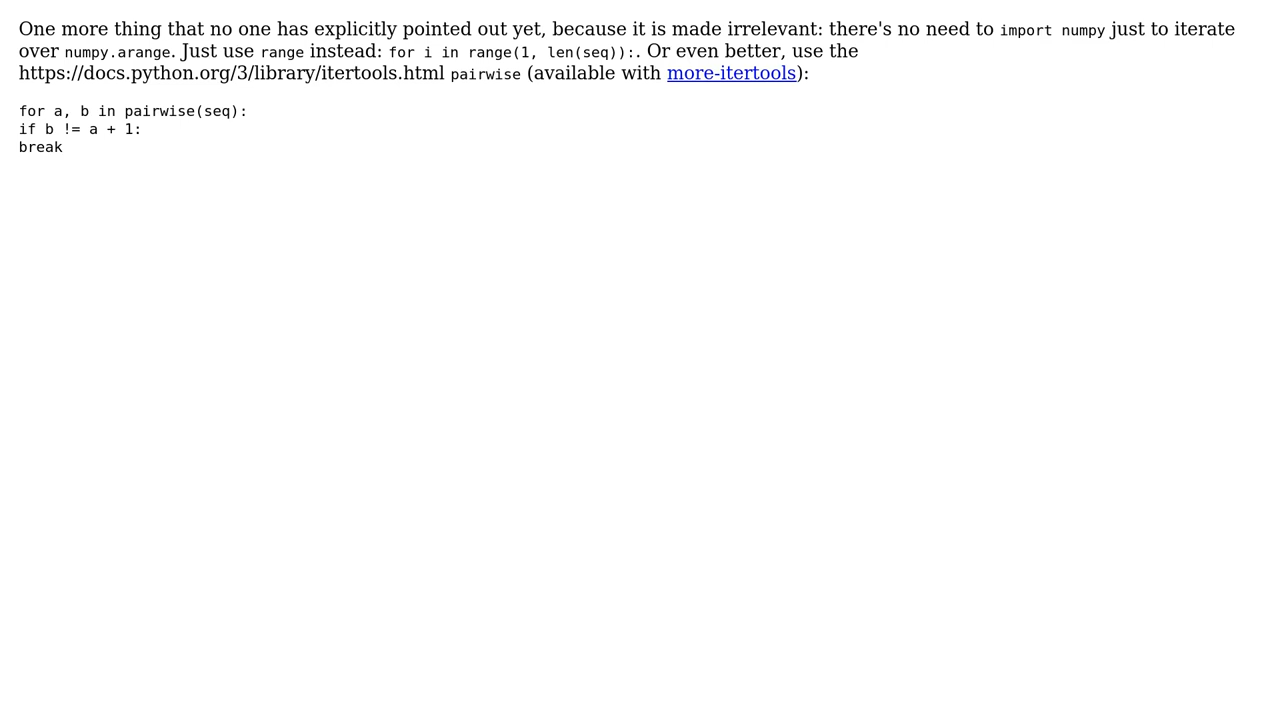 One more thing that no one has explicitly pointed out yet, because it is made irrelevant: there's no need to import numpy just to iterate
over numpy.arange. Just use range instead: for i in range(1, len(seq)):. Or even better, use the
https://docs.python.org/3/library/itertools.html pairwise (available with more-itertools):
for a, b in pairwise(seq):
if b != a + 1:
break